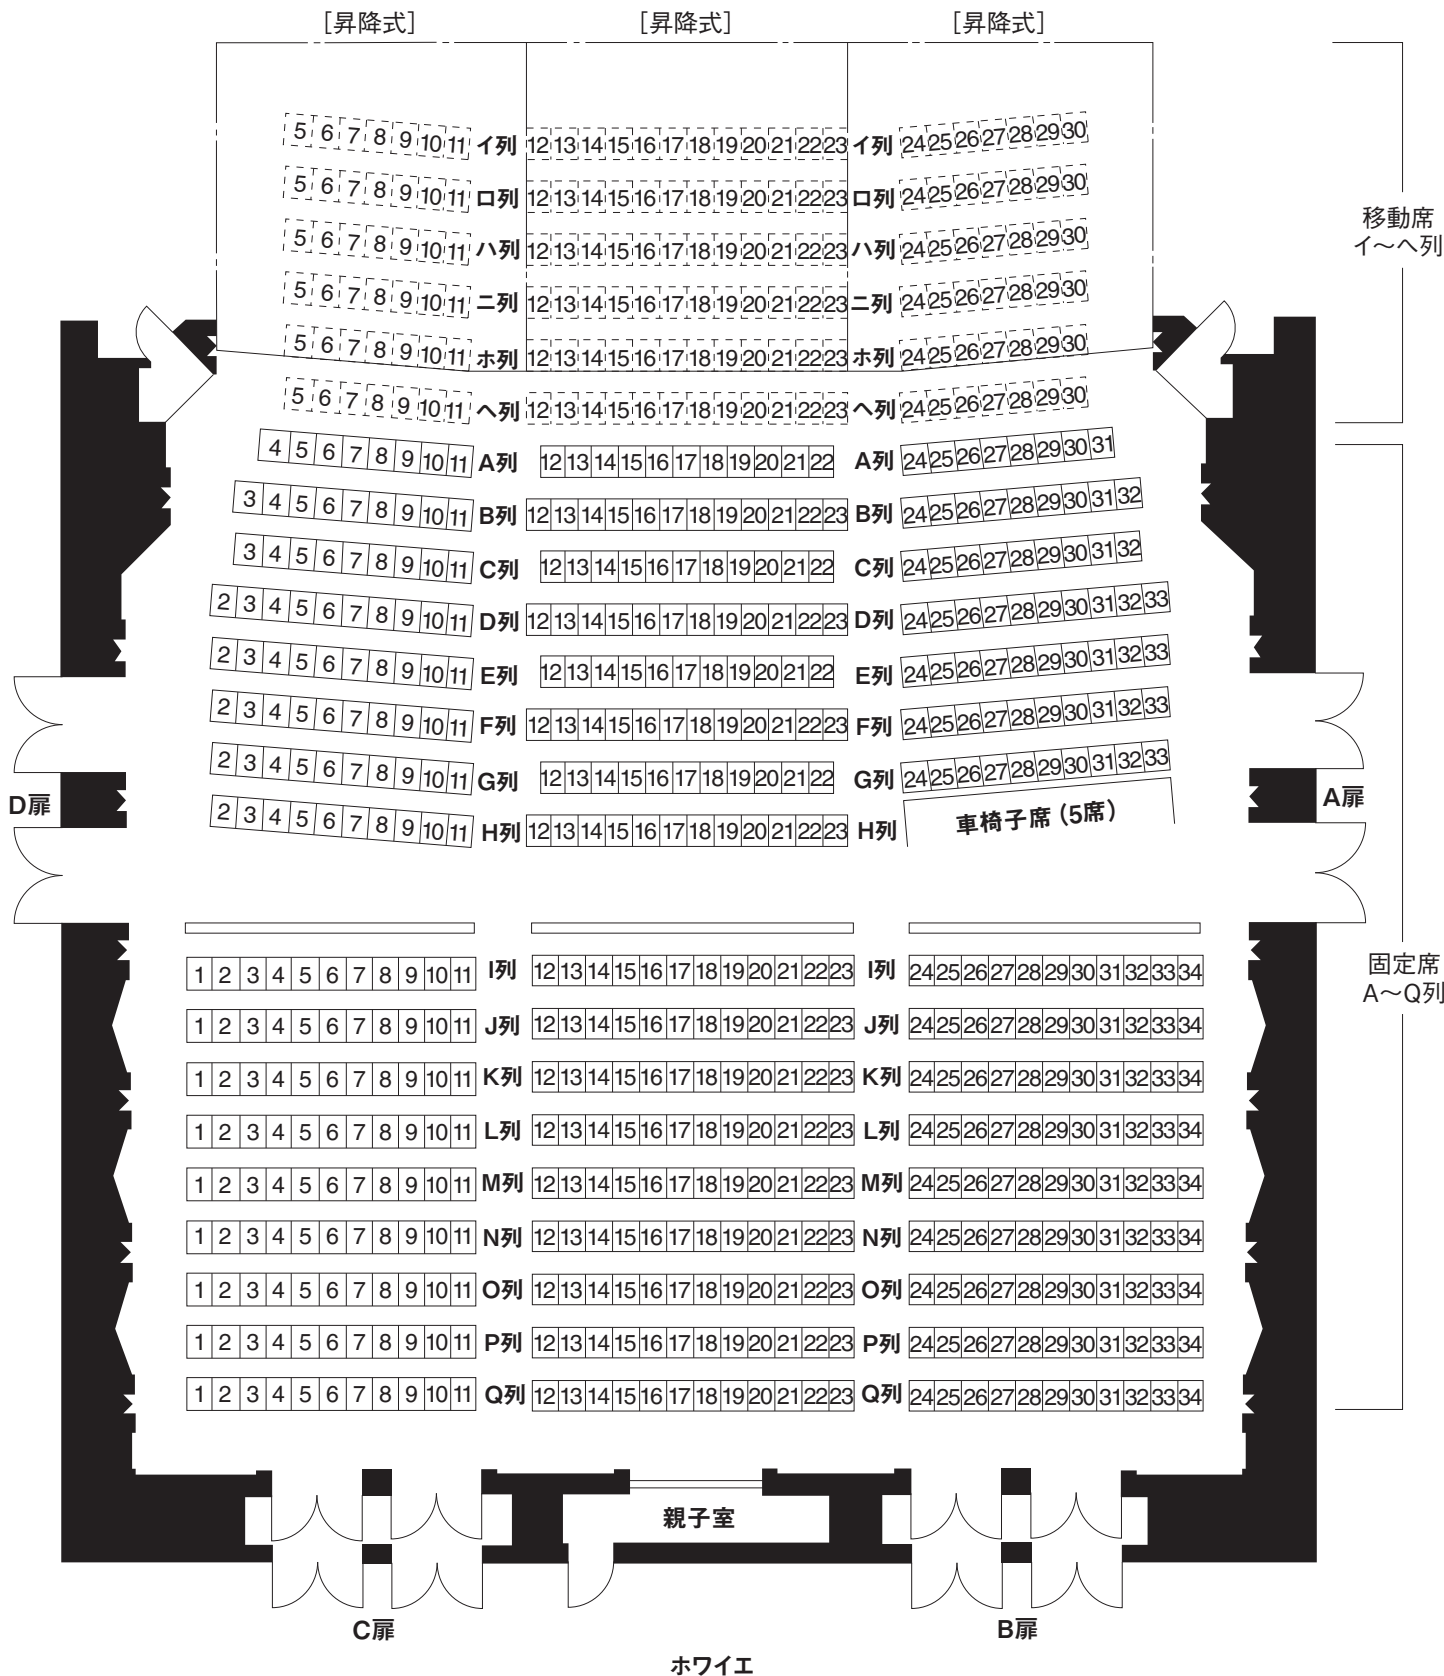 [昇降式] [昇降式] [昇降式]
5 6 7 8 9 10 11 イ列 12 13 14 15 16 17 18 19 20 21 22 23 イ列 24 25 26 27 28 29 30
5 6 7 8 9 10 11 ロ列 12 13 14 15 16 17 18 19 20 21 22 23 ロ列 24 25 26 27 28 29 30
移動席
イ〜ヘ列
5 6 7 8 9 10 11 ハ列 12 13 14 15 16 17 18 19 20 21 22 23 ハ列 24 25 26 27 28 29 30
5 6 7 8 9 10 11 ニ列 12 13 14 15 16 17 18 19 20 21 22 23 ニ列 24 25 26 27 28 29 30
5 6 7 8 9 10 11 ホ列 12 13 14 15 16 17 18 19 20 21 22 23 ホ列 24 25 26 27 28 29 30
5 6 7 8 9 10 11 ヘ列 12 13 14 15 16 17 18 19 20 21 22 23 ヘ列 24 25 26 27 28 29 30
4 5 6 7 8 9 10 11 A列 12 13 14 15 16 17 18 19 20 21 22 A列 24 25 26 27 28 29 30 31
3 4 5 6 7 8 9 10 11 B列 12 13 14 15 16 17 18 19 20 21 22 23 B列 24 25 26 27 28 29 30 31 32
3 4 5 6 7 8 9 10 11 C列 12 13 14 15 16 17 18 19 20 21 22 C列 24 25 26 27 28 29 30 31 32
2 3 4 5 6 7 8 9 10 11 D列 12 13 14 15 16 17 18 19 20 21 22 23 D列 24 25 26 27 28 29 30 31 32 33
2 3 4 5 6 7 8 9 10 11 E列 12 13 14 15 16 17 18 19 20 21 22 E列 24 25 26 27 28 29 30 31 32 33
2 3 4 5 6 7 8 9 10 11 F列 12 13 14 15 16 17 18 19 20 21 22 23 F列 24 25 26 27 28 29 30 31 32 33
2 3 4 5 6 7 8 9 10 11 G列 12 13 14 15 16 17 18 19 20 21 22 G列 24 25 26 27 28 29 30 31 32 33
D扉 A扉
2 3 4 5 6 7 8 9 10 11 H列 12 13 14 15 16 17 18 19 20 21 22 23 H列 車椅子席(5席)
1 2 3 4 5 6 7 8 9 10 11 I列 12 13 14 15 16 17 18 19 20 21 22 23 I列 24 25 26 27 28 29 30 31 32 33 34
固定席
A〜Q列
1 2 3 4 5 6 7 8 9 10 11 J列 12 13 14 15 16 17 18 19 20 21 22 23 J列 24 25 26 27 28 29 30 31 32 33 34
1 2 3 4 5 6 7 8 9 10 11 K列 12 13 14 15 16 17 18 19 20 21 22 23 K列 24 25 26 27 28 29 30 31 32 33 34
1 2 3 4 5 6 7 8 9 10 11 L列 12 13 14 15 16 17 18 19 20 21 22 23 L列 24 25 26 27 28 29 30 31 32 33 34
1 2 3 4 5 6 7 8 9 10 11 M列 12 13 14 15 16 17 18 19 20 21 22 23 M列 24 25 26 27 28 29 30 31 32 33 34
1 2 3 4 5 6 7 8 9 10 11 N列 12 13 14 15 16 17 18 19 20 21 22 23 N列 24 25 26 27 28 29 30 31 32 33 34
1 2 3 4 5 6 7 8 9 10 11 O列 12 13 14 15 16 17 18 19 20 21 22 23 O列 24 25 26 27 28 29 30 31 32 33 34
1 2 3 4 5 6 7 8 9 10 11 P列 12 13 14 15 16 17 18 19 20 21 22 23 P列 24 25 26 27 28 29 30 31 32 33 34
1 2 3 4 5 6 7 8 9 10 11 Q列 12 13 14 15 16 17 18 19 20 21 22 23 Q列 24 25 26 27 28 29 30 31 32 33 34
親子室
C扉 B扉
ホワイエ